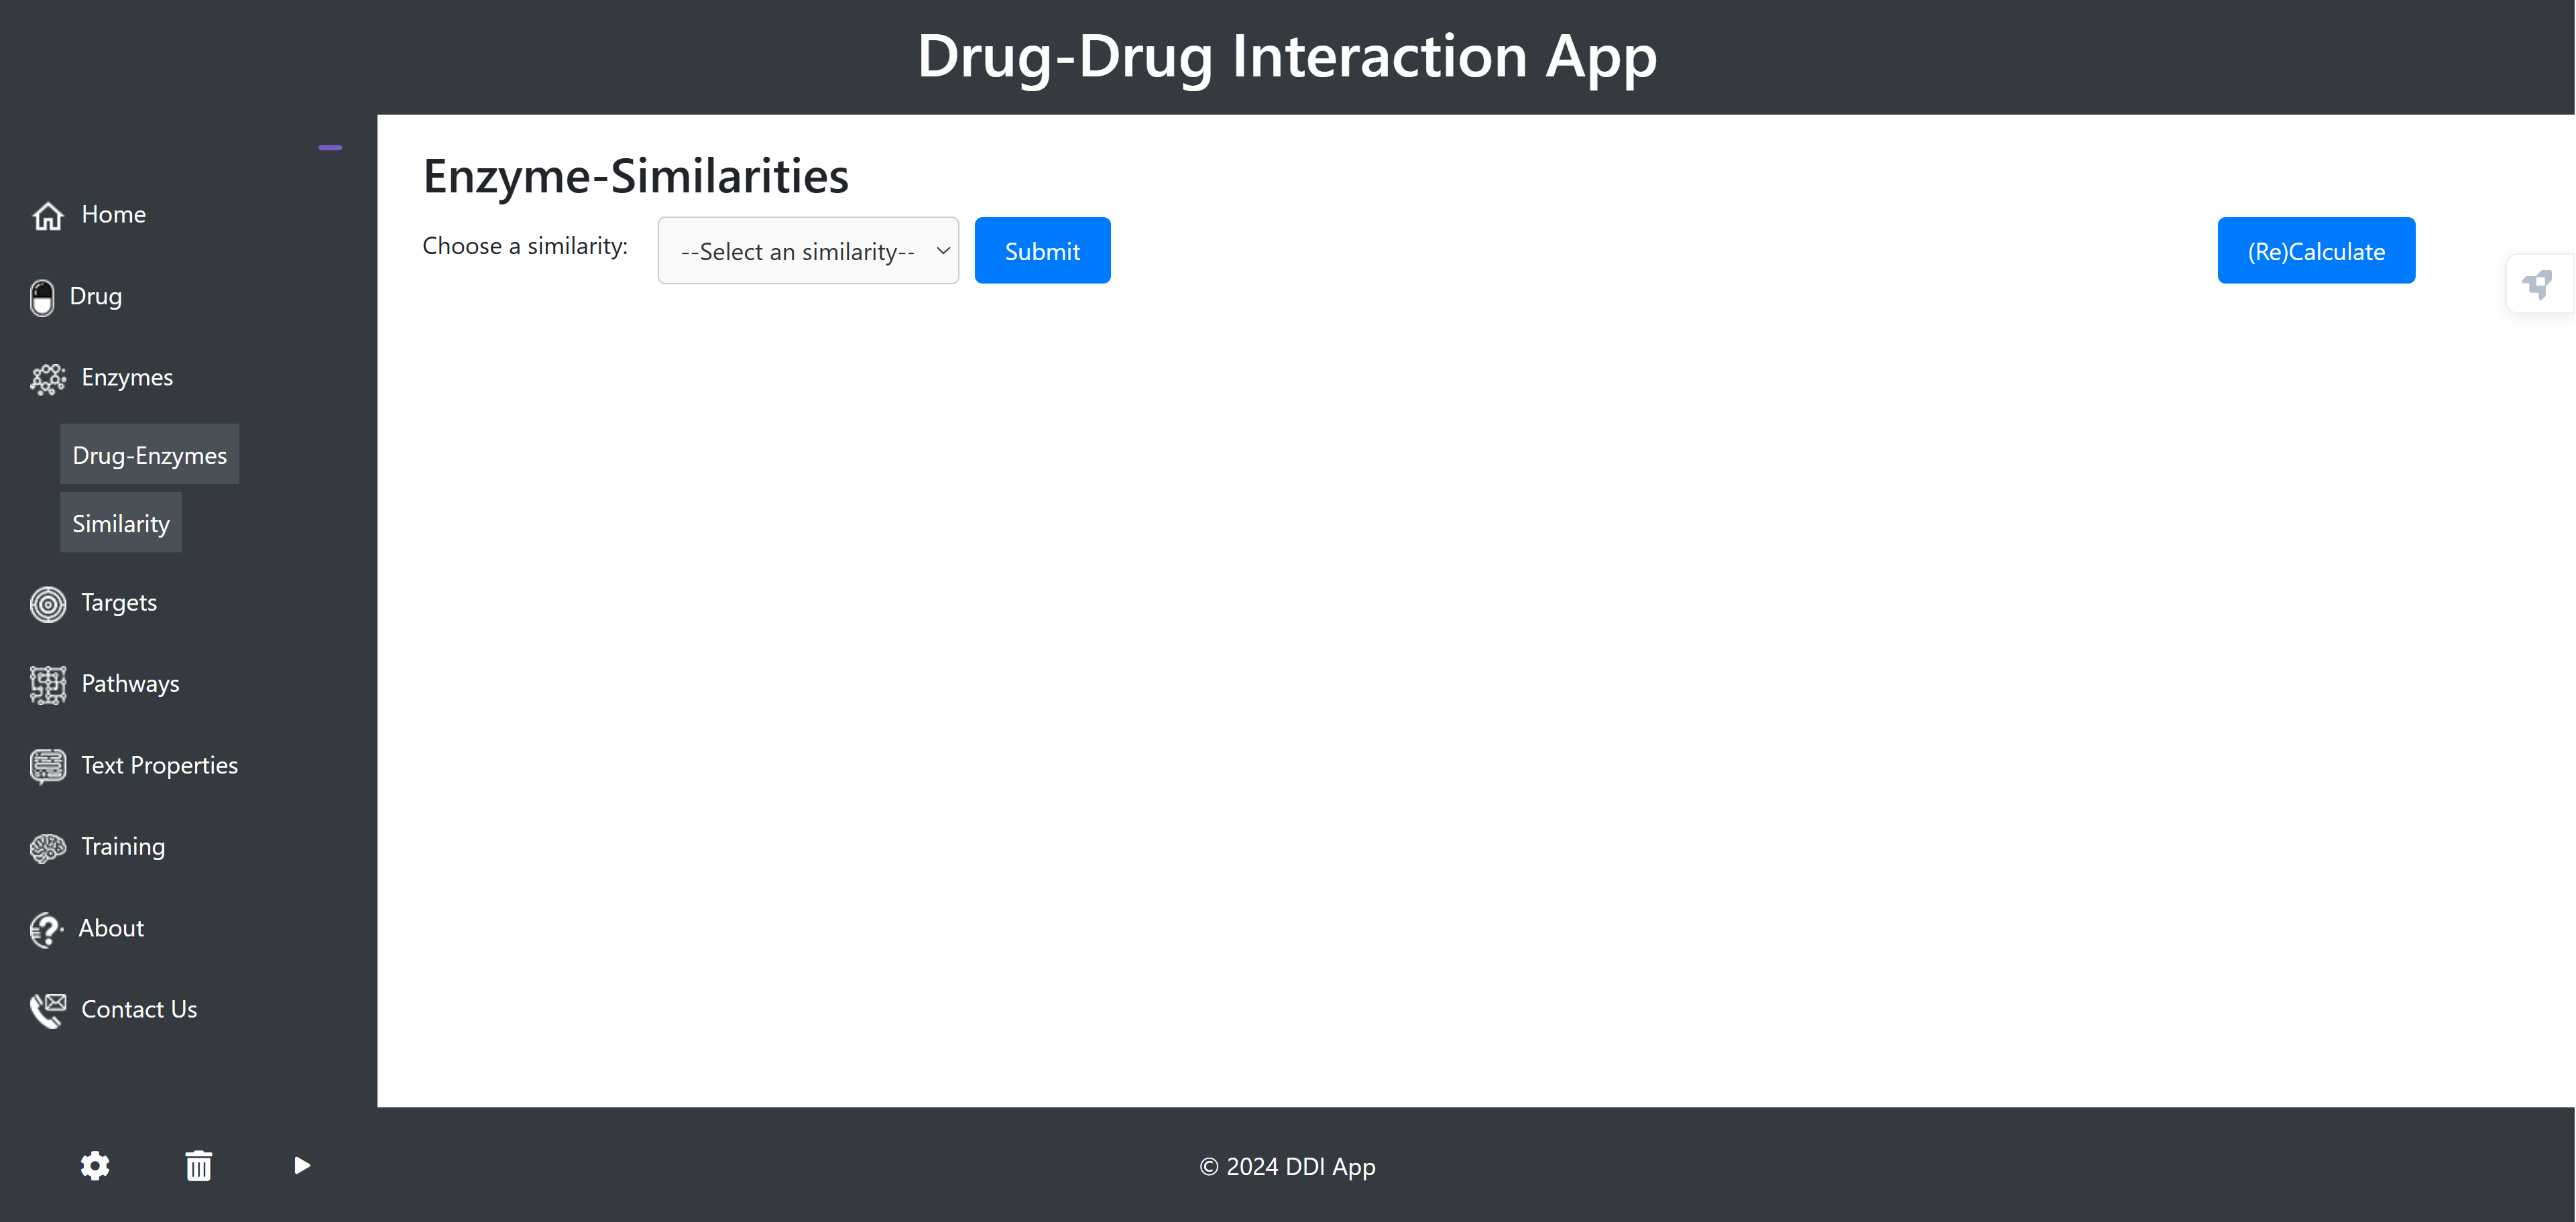 Drug-Drug Interaction App
Home
Drug
Enzymes
Drug-Enzymes
Similarity
Targets
Pathways
Text Properties
Training
About
Contact Us
Enzyme-Similarities
Choose a similarity: --Select an similarity-- Submit (Re)Calculate
© 2024 DDI App